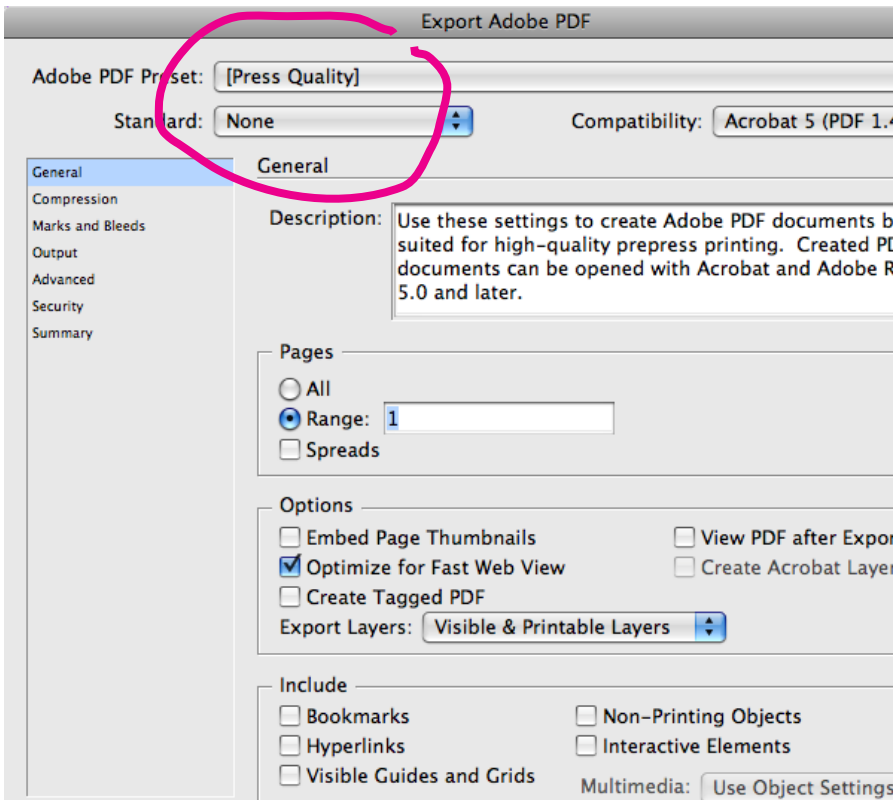 Export Adobe PDF
Adobe PDF Preset: [Press Quality]
Standard: None Compatibility: Acrobat 5 (PDF 1.4
General
Compression
Marks and Bleeds
Output
Advanced
Security
Summary
General
Description: Use these settings to create Adobe PDF documents b
suited for high-quality prepress printing. Created PD
documents can be opened with Acrobat and Adobe R
5.0 and later.
Pages
All
Range: 1
Spreads
Options
Embed Page Thumbnails View PDF after Expor
Optimize for Fast Web View Create Acrobat Layer
Create Tagged PDF
Export Layers: Visible & Printable Layers
Include
Bookmarks Non-Printing Objects
Hyperlinks Interactive Elements
Visible Guides and Grids
Multimedia: Use Object Settings